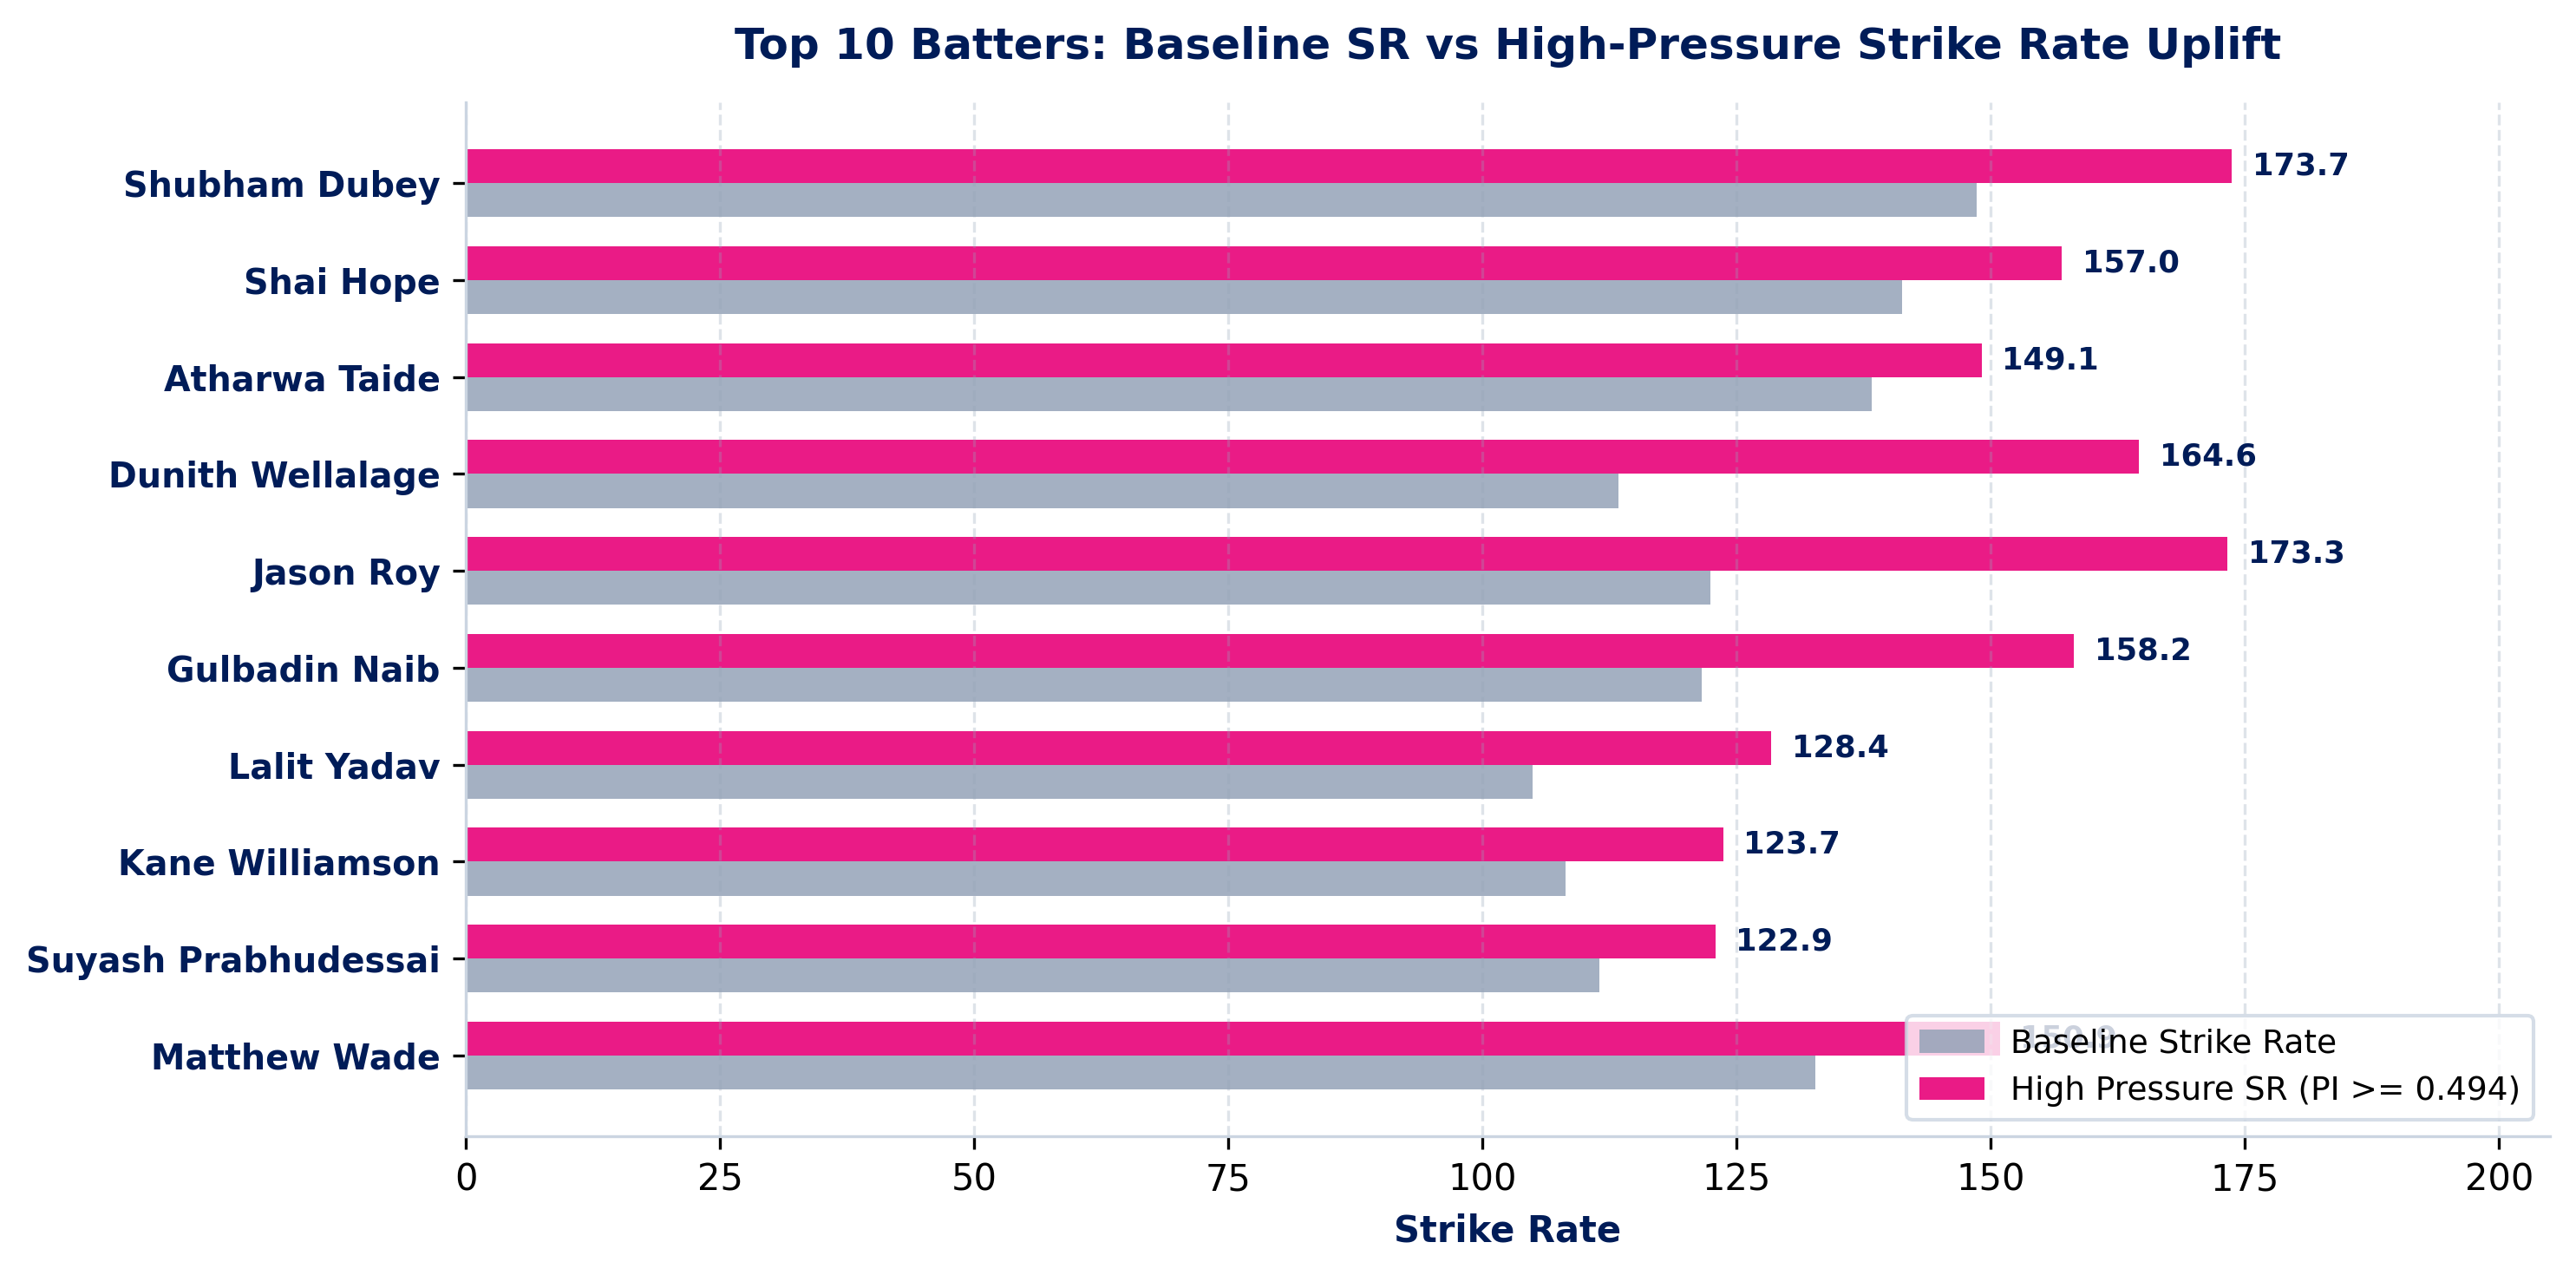 Top 10 Batters: Baseline SR vs High-Pressure Strike Rate Uplift
Shubham Dubey
173.7
Shai Hope
157.0
Atharwa Taide
149.1
Dunith Wellalage
164.6
Jason Roy
173.3
Gulbadin Naib
158.2
Lalit Yadav
128.4
Kane Williamson
123.7
Suyash Prabhudessai
122.9
Matthew Wade
Baseline Strike Rate
High Pressure SR (PI >= 0.494)
0 25 50 75 100 125 150 175 200
Strike Rate